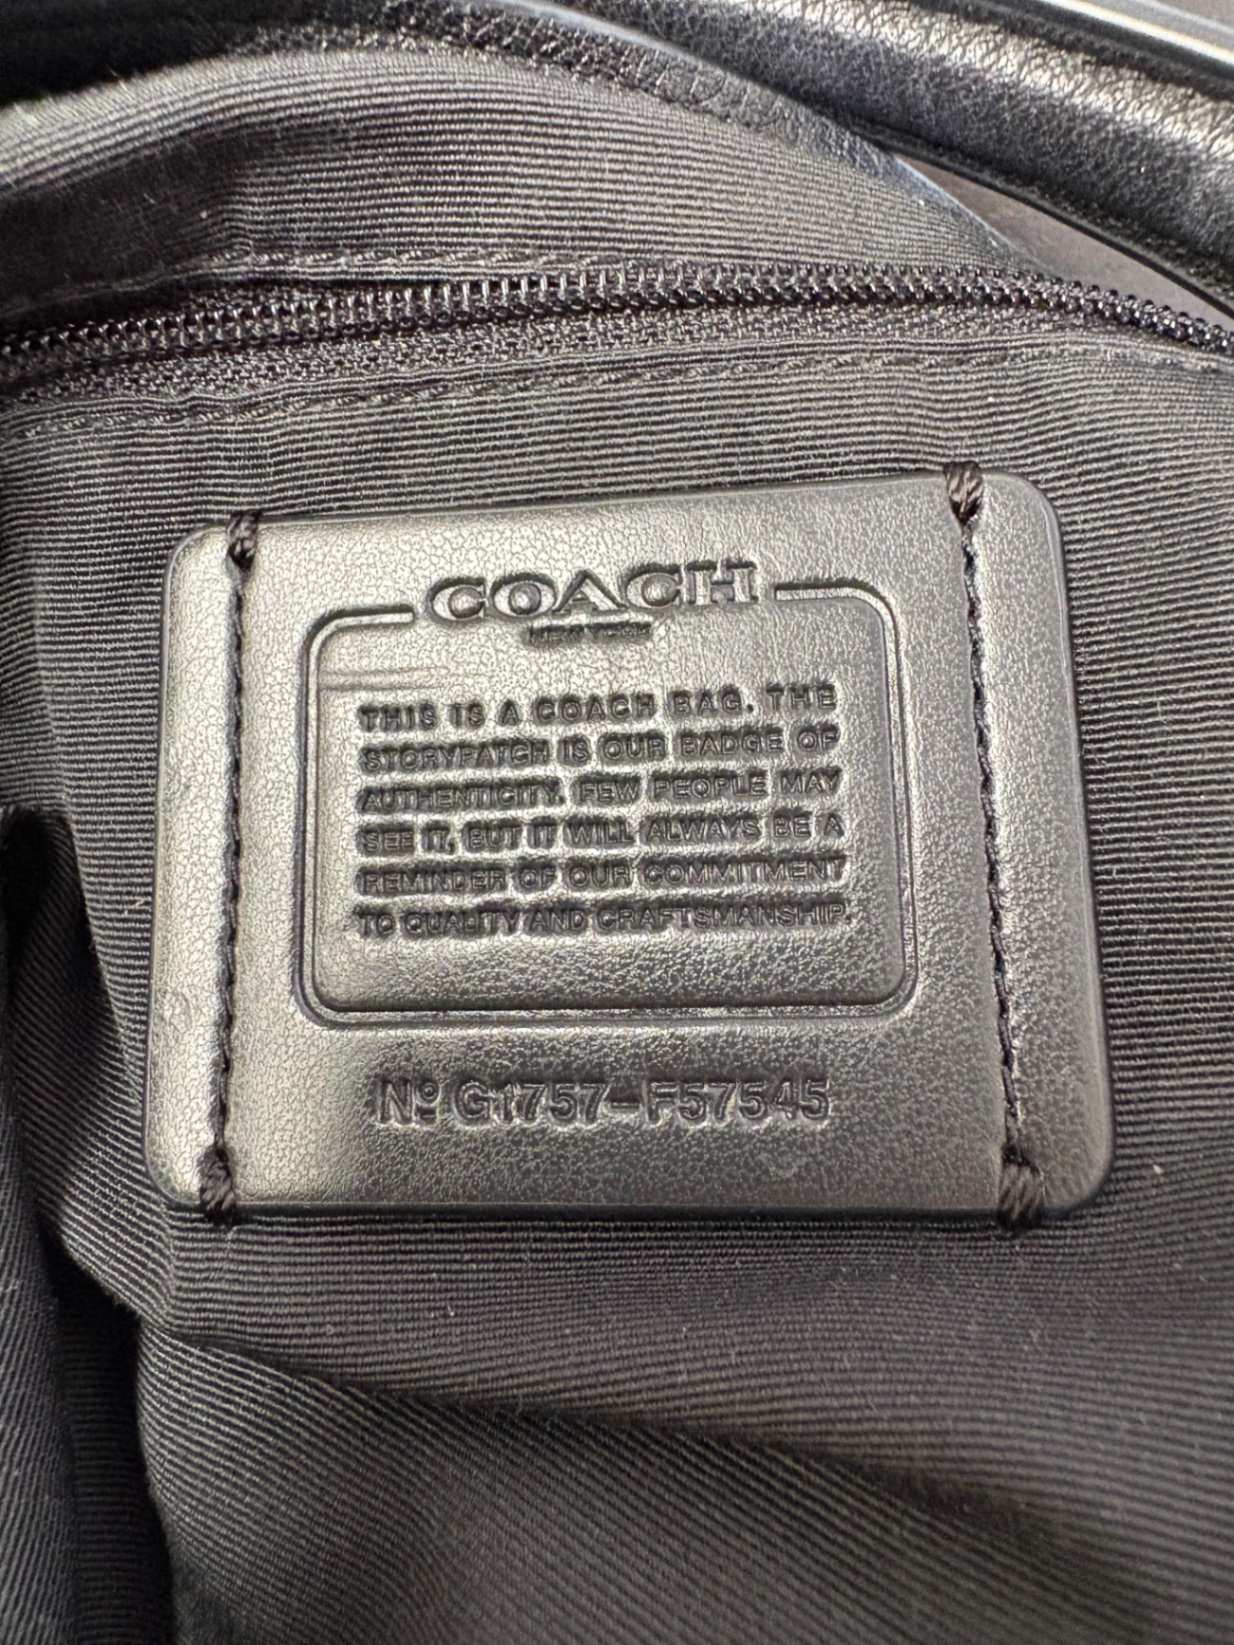 COACH
NEW YORK
THIS IS A COACH BAG. THE
STORYPATCH IS OUR BADGE OF
AUTHENTICITY. FEW PEOPLE MAY
SEE IT, BUT IT WILL ALWAYS BE A
REMINDER OF OUR COMMITMENT
TO QUALITY AND CRAFTSMANSHIP.
Nº G1757-F57545